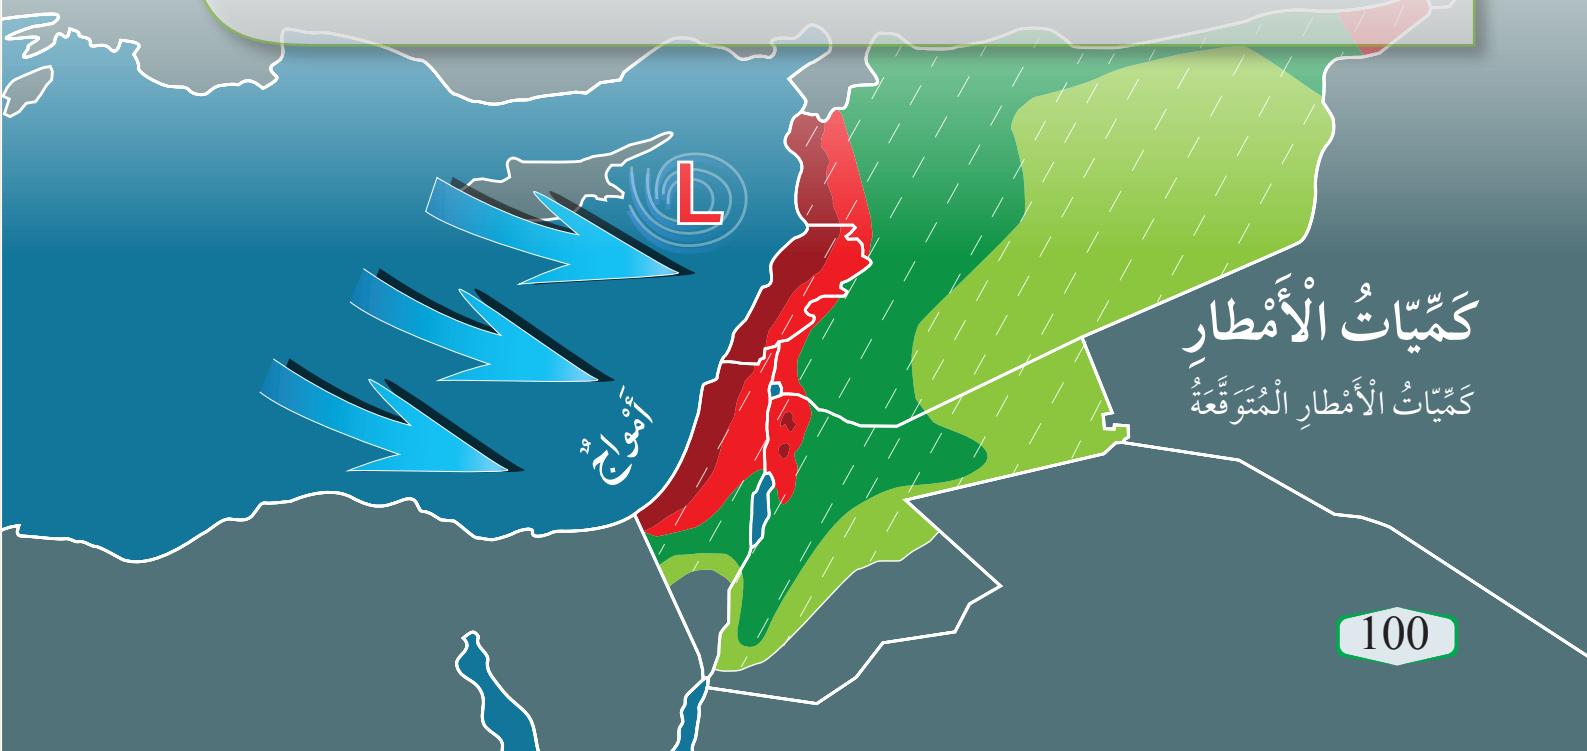 L
كَمِّيّاتُ الْأَمْطارِ
كَمِّيّاتُ الْأَمْطارِ الْمُتَوَقَّعَةُ
أَمْواجٌ
100